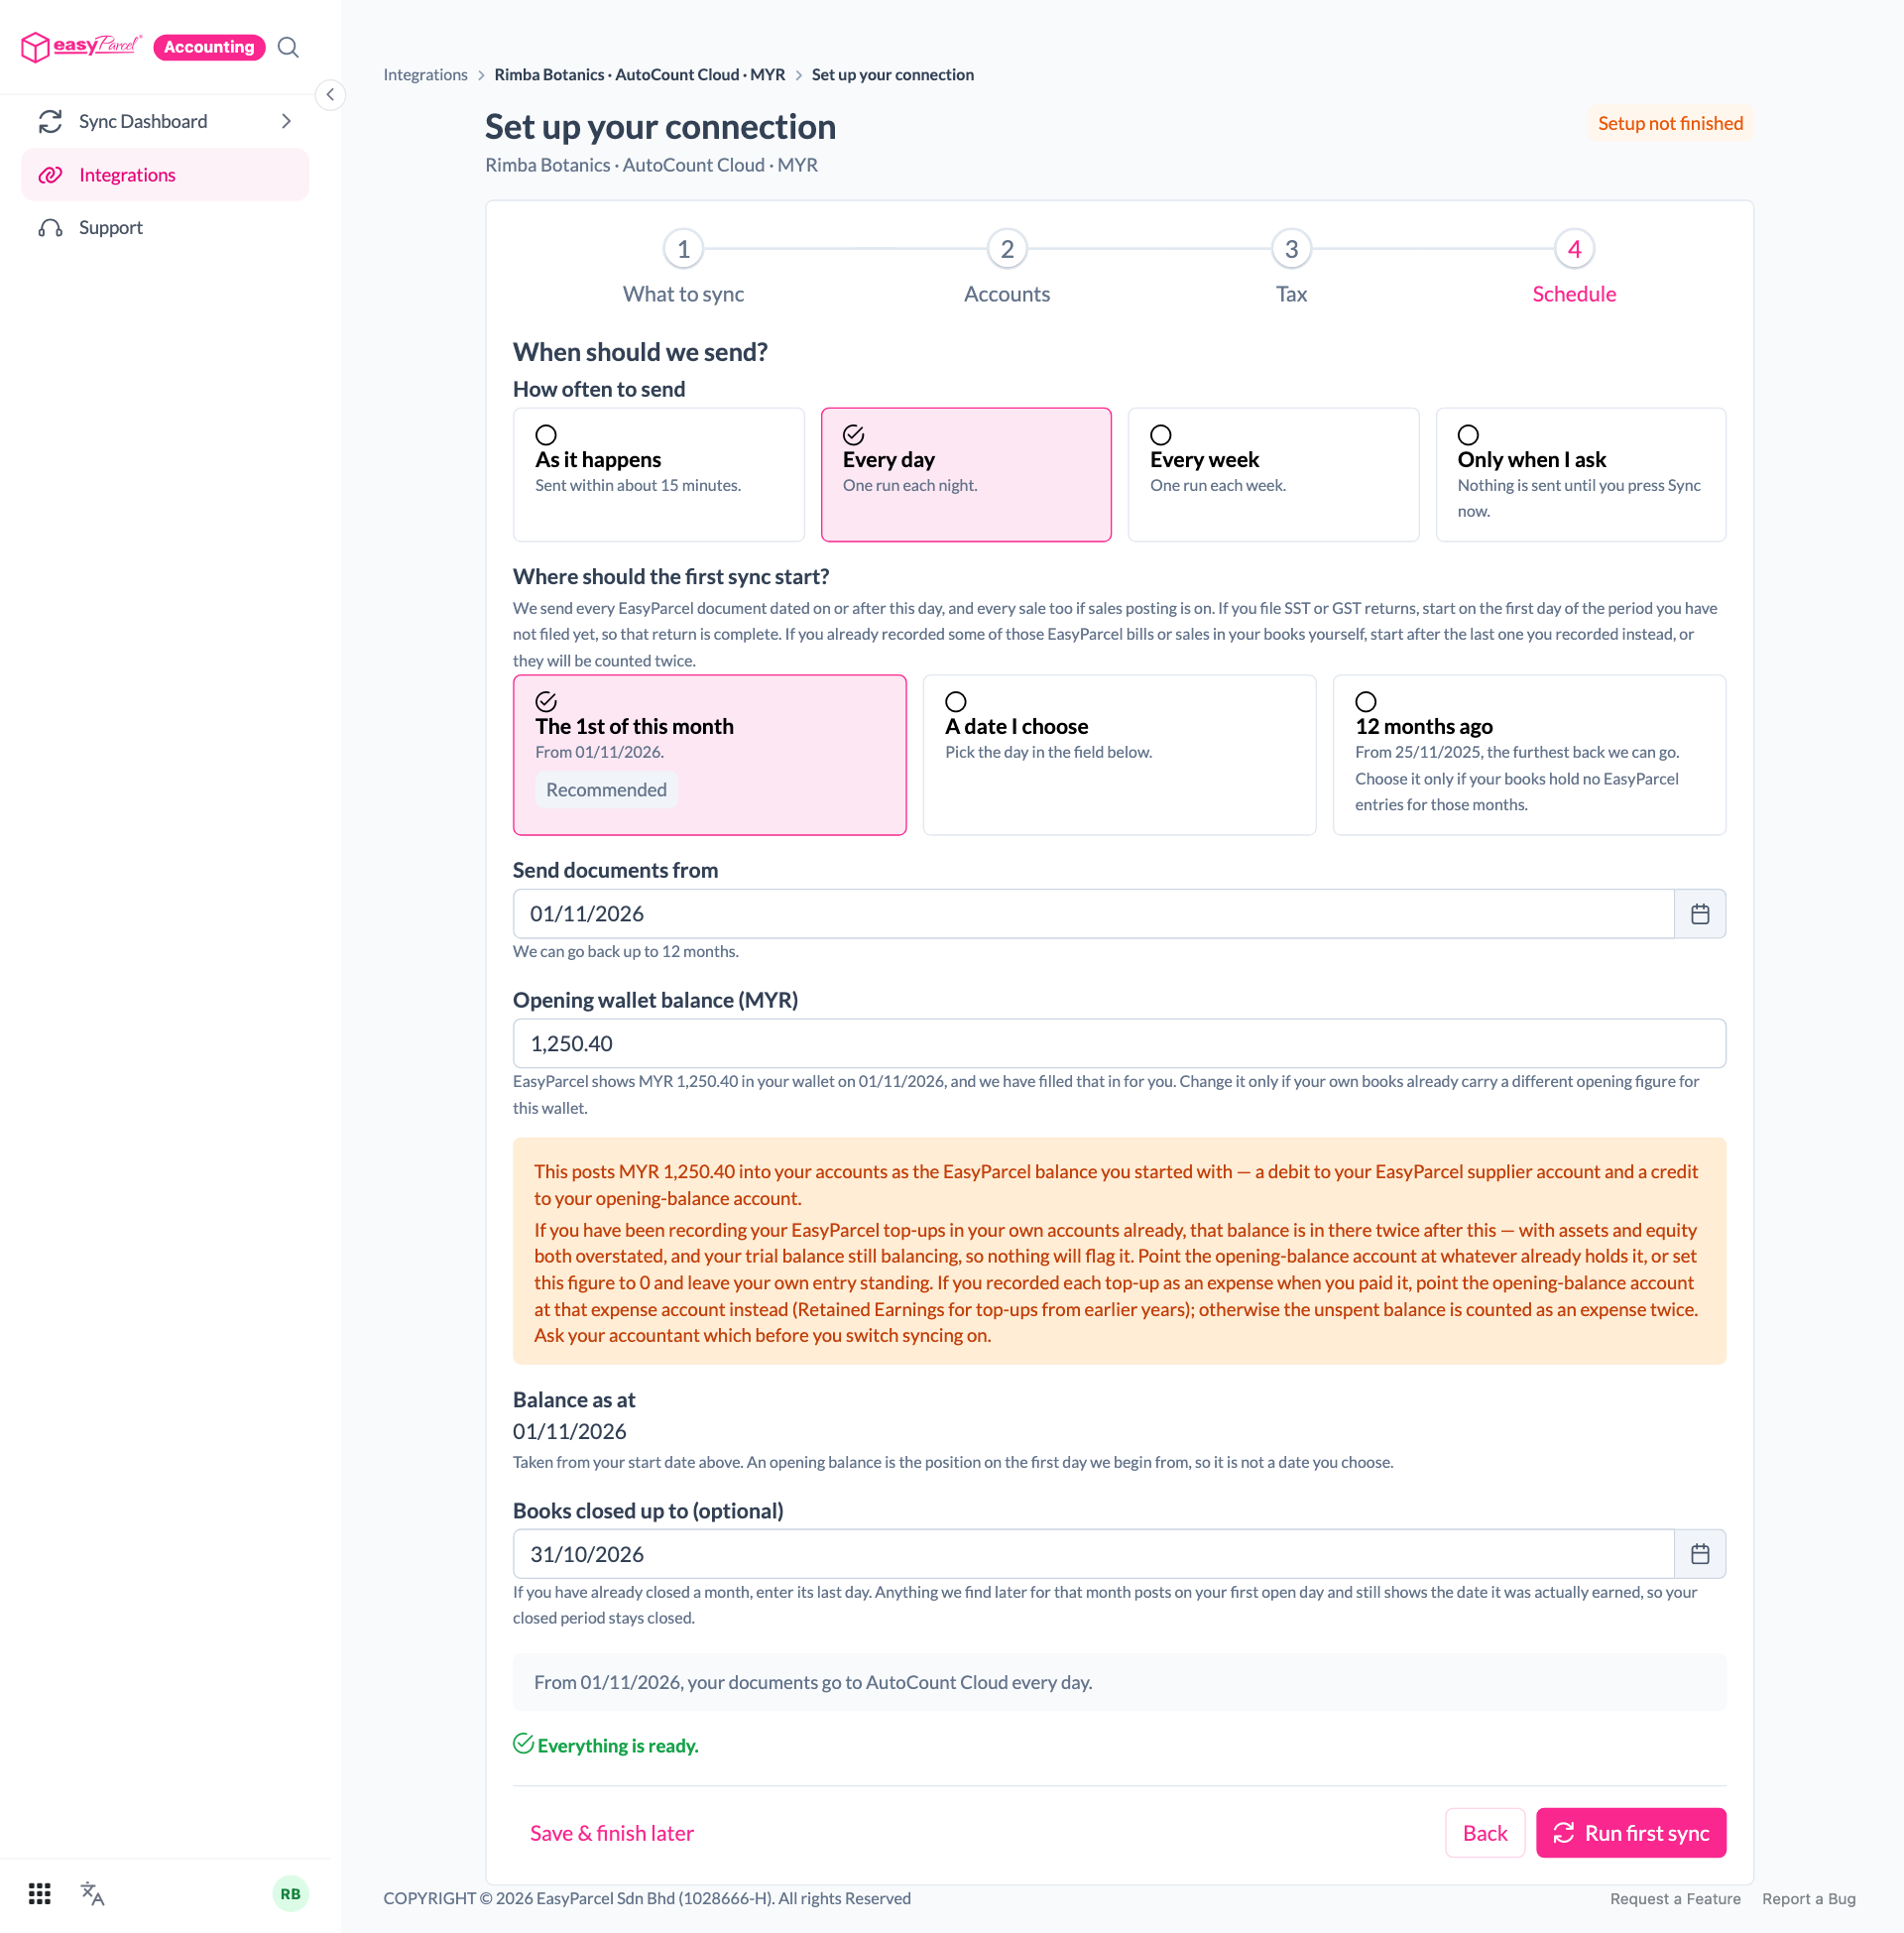 easyParcel Accounting
Sync Dashboard
Integrations
Support
Integrations > Rimba Botanics · AutoCount Cloud · MYR > Set up your connection
Set up your connection
Setup not finished
Rimba Botanics · AutoCount Cloud · MYR
1
2
3
4
What to sync
Accounts
Tax
Schedule
When should we send?
How often to send
As it happens
Sent within about 15 minutes.
Every day
One run each night.
Every week
One run each week.
Only when I ask
Nothing is sent until you press Sync
now.
Where should the first sync start?
We send every EasyParcel document dated on or after this day, and every sale too if sales posting is on. If you file SST or GST returns, start on the first day of the period you have
not filed yet, so that return is complete. If you already recorded some of those EasyParcel bills or sales in your books yourself, start after the last one you recorded instead, or
they will be counted twice.
The 1st of this month
From 01/11/2026.
Recommended
A date I choose
Pick the day in the field below.
12 months ago
From 25/11/2025, the furthest back we can go.
Choose it only if your books hold no EasyParcel
entries for those months.
Send documents from
01/11/2026
We can go back up to 12 months.
Opening wallet balance (MYR)
1,250.40
EasyParcel shows MYR 1,250.40 in your wallet on 01/11/2026, and we have filled that in for you. Change it only if your own books already carry a different opening figure for
this wallet.
This posts MYR 1,250.40 into your accounts as the EasyParcel balance you started with — a debit to your EasyParcel supplier account and a credit
to your opening-balance account.
If you have been recording your EasyParcel top-ups in your own accounts already, that balance is in there twice after this — with assets and equity
both overstated, and your trial balance still balancing, so nothing will flag it. Point the opening-balance account at whatever already holds it, or set
this figure to 0 and leave your own entry standing. If you recorded each top-up as an expense when you paid it, point the opening-balance account
at that expense account instead (Retained Earnings for top-ups from earlier years); otherwise the unspent balance is counted as an expense twice.
Ask your accountant which before you switch syncing on.
Balance as at
01/11/2026
Taken from your start date above. An opening balance is the position on the first day we begin from, so it is not a date you choose.
Books closed up to (optional)
31/10/2026
If you have already closed a month, enter its last day. Anything we find later for that month posts on your first open day and still shows the date it was actually earned, so your
closed period stays closed.
From 01/11/2026, your documents go to AutoCount Cloud every day.
Everything is ready.
Save & finish later
Back
Run first sync
RB
COPYRIGHT © 2026 EasyParcel Sdn Bhd (1028666-H). All rights Reserved
Request a Feature
Report a Bug